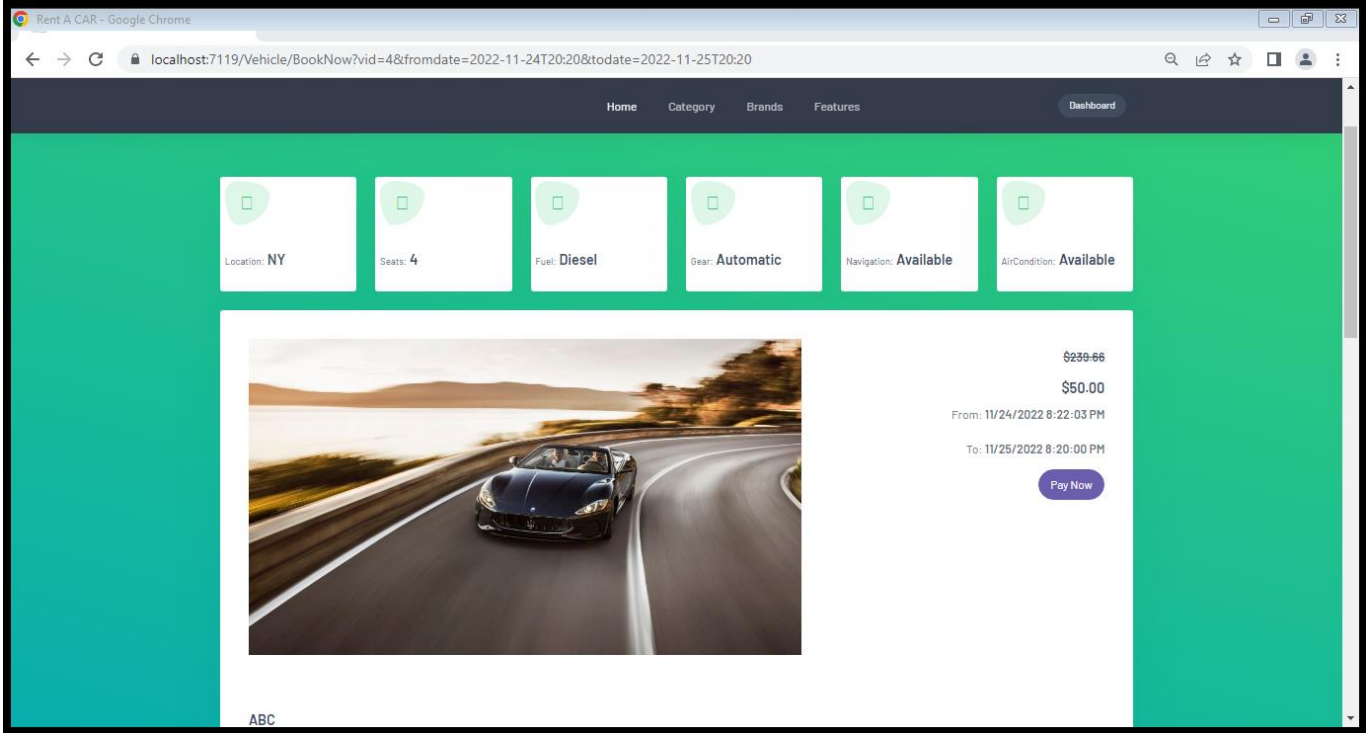 Rent A CAR - Google Chrome
localhost:7119/Vehicle/BookNow?vid=4&fromdate=2022-11-24T20:20&todate=2022-11-25T20:20
Home Category Brands Features Dashboard
Location: NY
Seats: 4
Fuel: Diesel
Gear: Automatic
Navigation: Available
AirCondition: Available
$239.66
$50.00
From: 11/24/2022 8:22:03 PM
To: 11/25/2022 8:20:00 PM
Pay Now
ABC